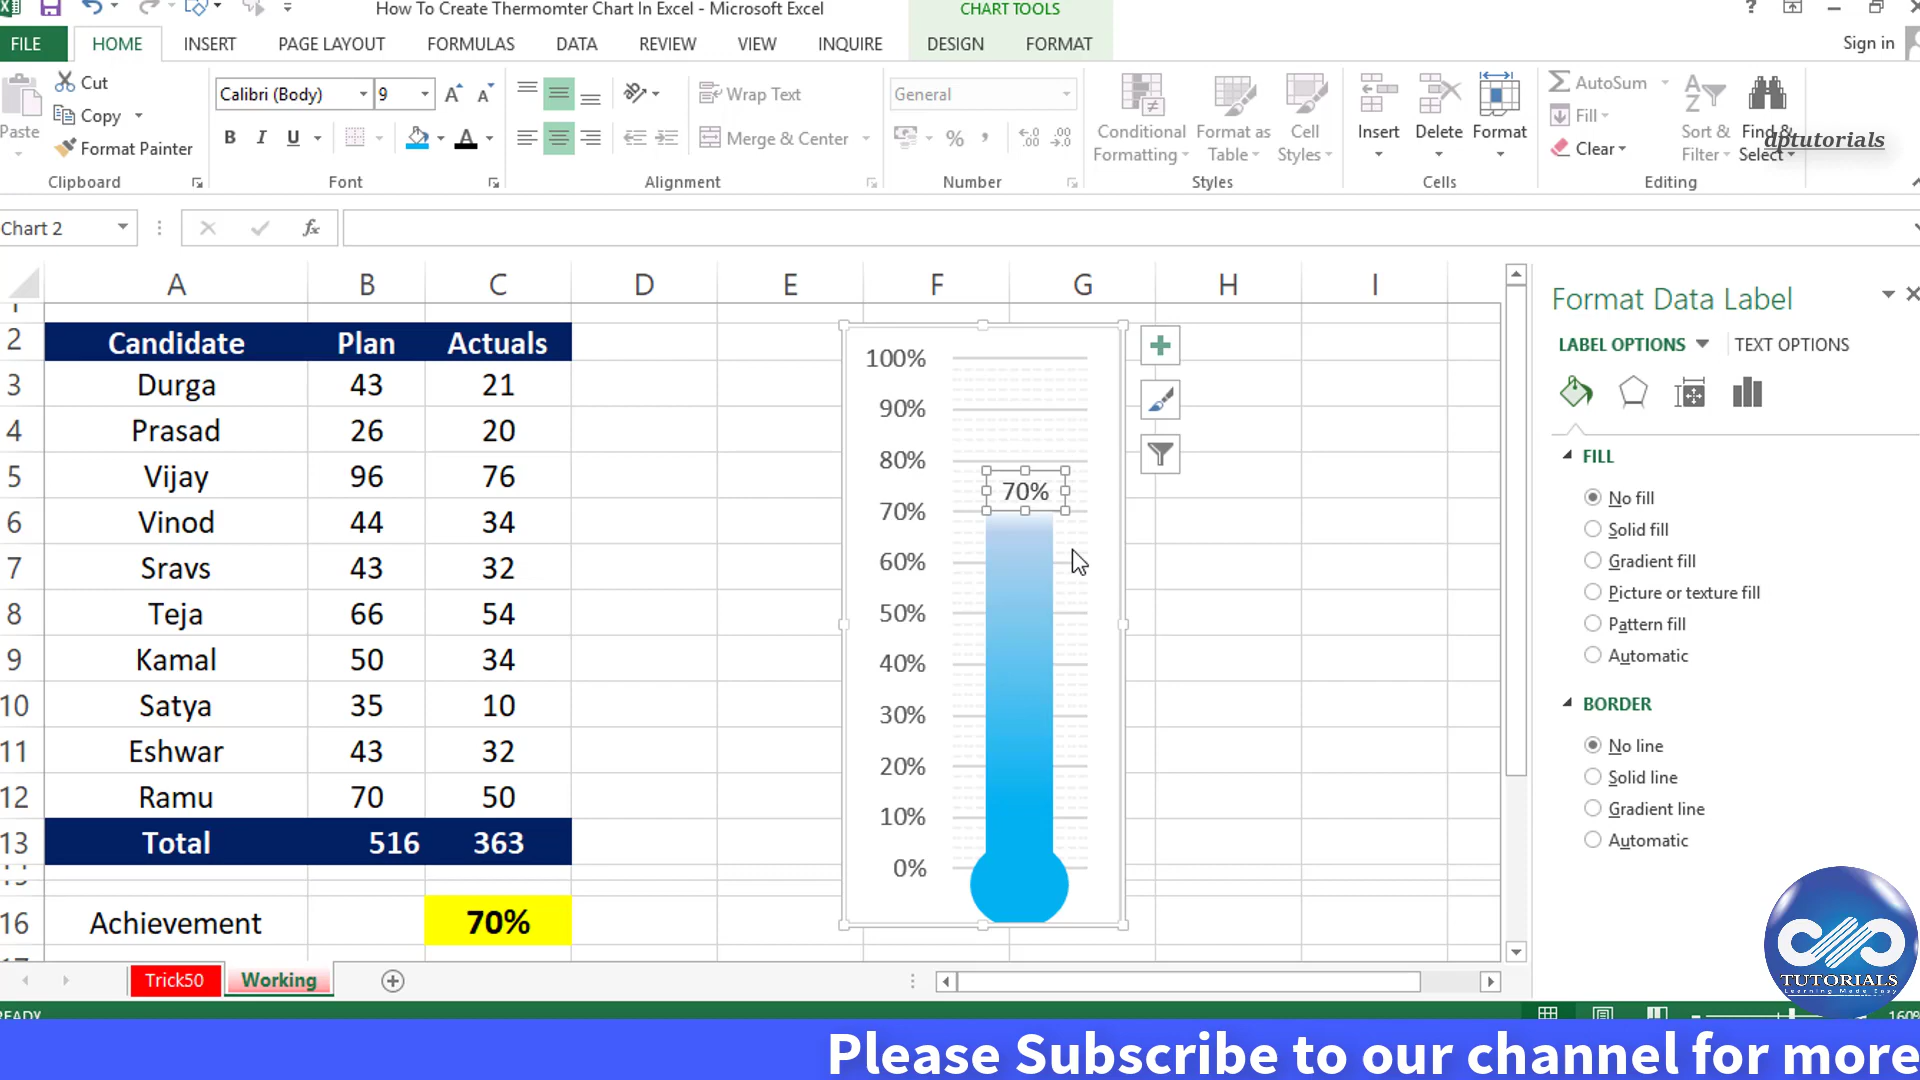 How To Create Thermomter Chart In Excel - Microsoft Excel
CHART TOOLS
?
FILE HOME INSERT PAGE LAYOUT FORMULAS DATA REVIEW VIEW INQUIRE DESIGN FORMAT Sign in
Paste
Cut
Copy
Format Painter
Clipboard
Calibri (Body) 9
B I U A
Font
Wrap Text
Merge & Center
Alignment
General
%
Number
Conditional Formatting
Format as Table
Cell Styles
Styles
Insert
Delete
Format
Cells
AutoSum
Fill
Clear
Sort & Filter
Find & Select
Editing
dptutorials
Chart 2 fx
A B C D E F G H I
2 Candidate Plan Actuals
3 Durga 43 21
4 Prasad 26 20
5 Vijay 96 76
6 Vinod 44 34
7 Sravs 43 32
8 Teja 66 54
9 Kamal 50 34
10 Satya 35 10
11 Eshwar 43 32
12 Ramu 70 50
13 Total 516 363
16 Achievement 70%
100%
90%
80%
70%
70%
60%
50%
40%
30%
20%
10%
0%
Format Data Label
LABEL OPTIONS TEXT OPTIONS
FILL
No fill
Solid fill
Gradient fill
Picture or texture fill
Pattern fill
Automatic
BORDER
No line
Solid line
Gradient line
Automatic
TUTORIALS
Learning Made Easy
Trick50 Working
READY 160%
Please Subscribe to our channel for more